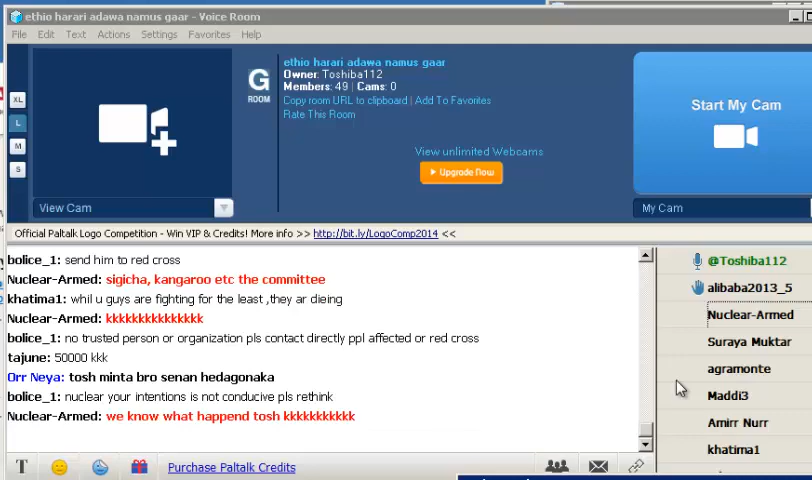 ethio harari adawa namus gaar - Voice Room
File Edit Text Actions Settings Favorites Help
XL
L
M
S
View Cam
G
ROOM
ethio harari adawa namus gaar
Owner: Toshiba112
Members: 49 | Cams: 0
Copy room URL to clipboard | Add To Favorites
Rate This Room
View unlimited Webcams
Upgrade Now
Start My Cam
My Cam
Official Paltalk Logo Competition - Win VIP & Credits! More info >> http://bit.ly/LogoComp2014 <<
bolice_1: send him to red cross
Nuclear-Armed: sigicha, kangaroo etc the committee
khatima1: whil u guys are fighting for the least ,they ar dieing
Nuclear-Armed: kkkkkkkkkkkkkkk
bolice_1: no trusted person or organization pls contact directly ppl affected or red cross
tajune: 50000 kkk
Orr Neya: tosh minta bro senan hedagonaka
bolice_1: nuclear your intentions is not conducive pls rethink
Nuclear-Armed: we know what happend tosh kkkkkkkkkkk
@Toshiba112
alibaba2013_5
Nuclear-Armed
Suraya Muktar
agramonte
Maddi3
Amirr Nurr
khatima1
T
Purchase Paltalk Credits